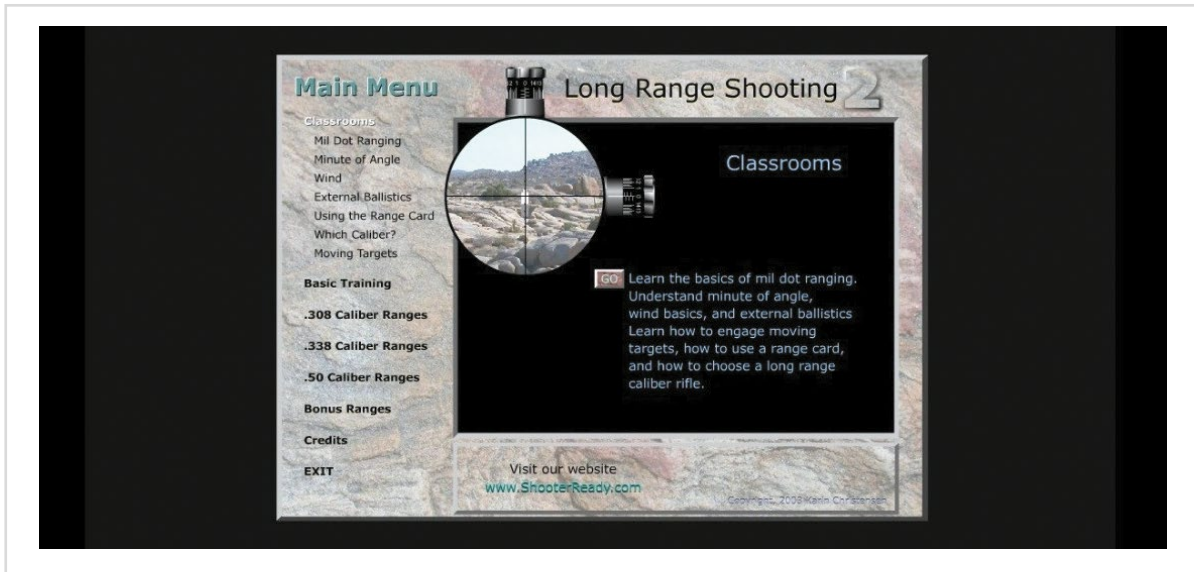 Main Menu
Classrooms
Mil Dot Ranging
Minute of Angle
Wind
External Ballistics
Using the Range Card
Which Caliber?
Moving Targets
Basic Training
.308 Caliber Ranges
.338 Caliber Ranges
.50 Caliber Ranges
Bonus Ranges
Credits
EXIT
Long Range Shooting 2
Classrooms
GO
Learn the basics of mil dot ranging.
Understand minute of angle,
wind basics, and external ballistics
Learn how to engage moving
targets, how to use a range card,
and how to choose a long range
caliber rifle.
Visit our website
www.ShooterReady.com
Copyright, 2008 Karin Christensen